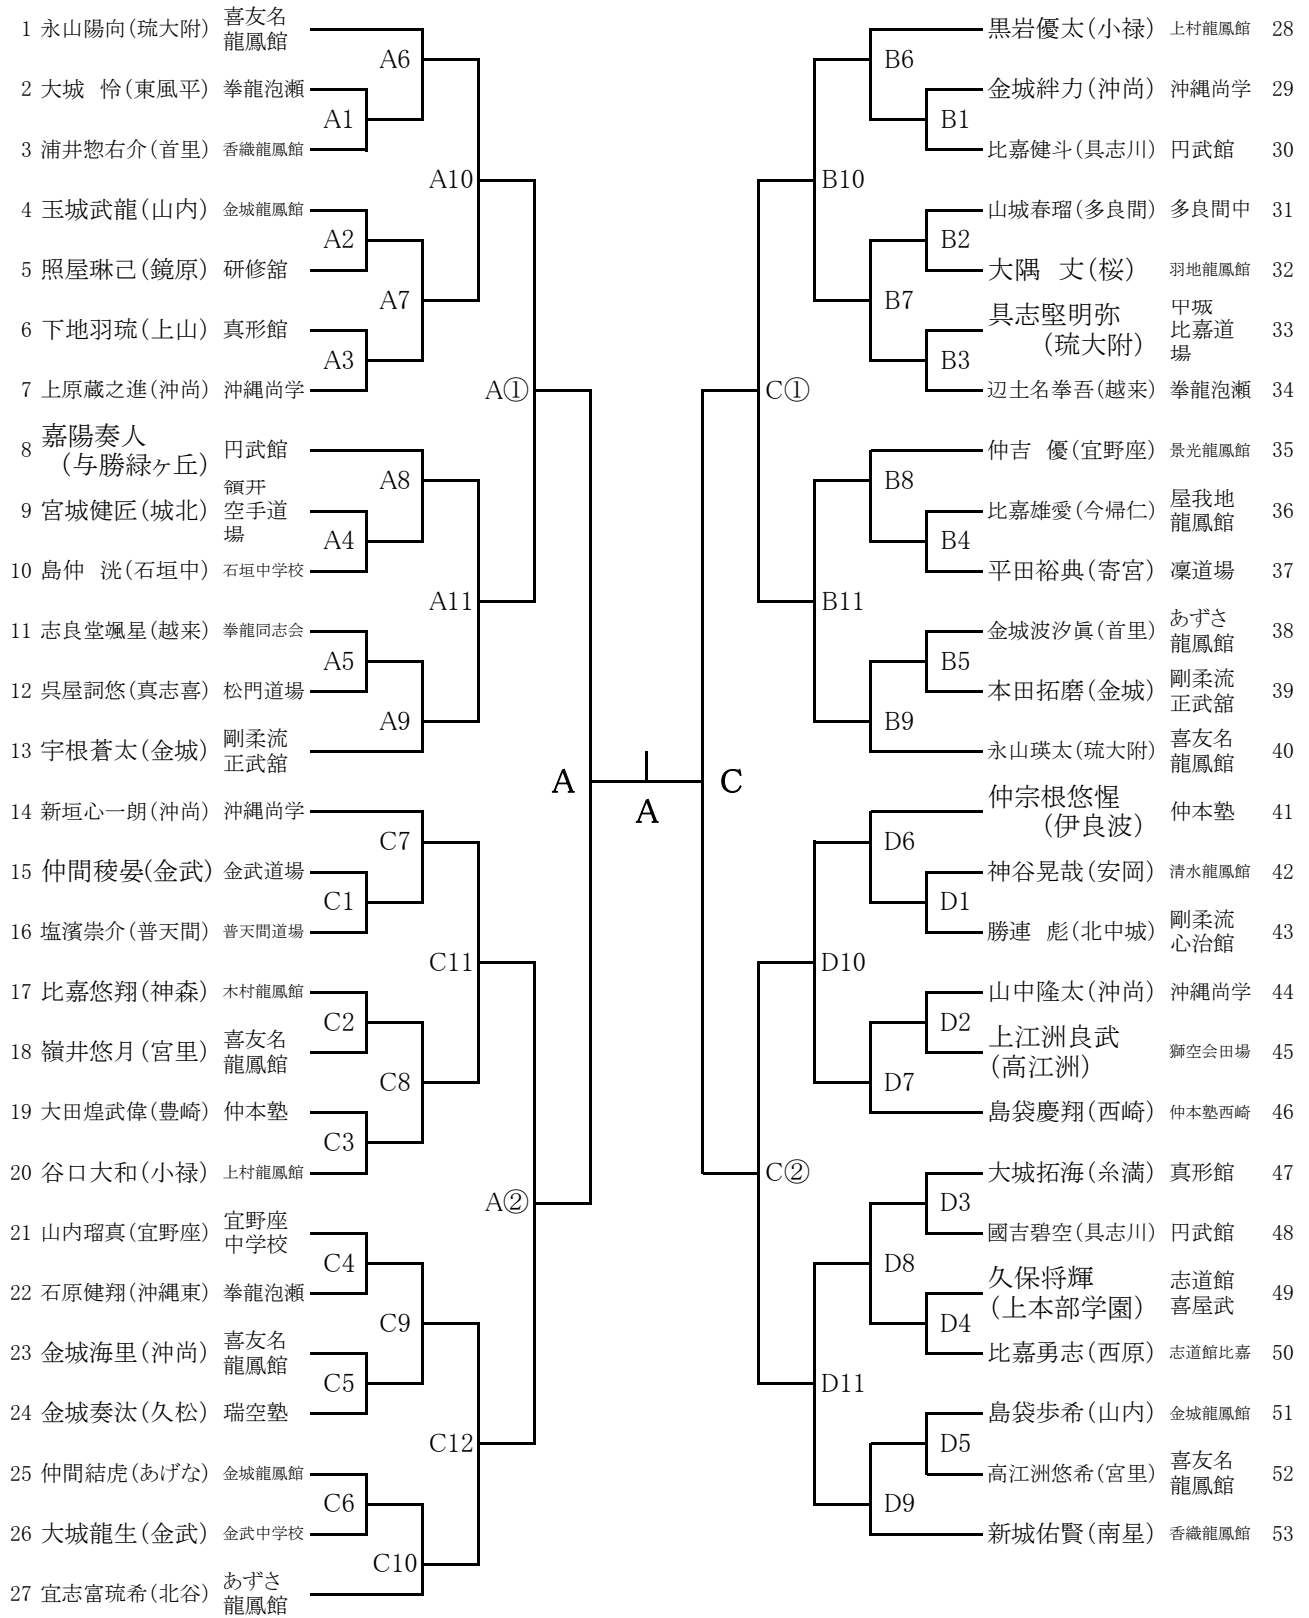 1 永山陽向(琉大附) 喜友名
龍鳳館
2 大城 怜(東風平) 拳龍泡瀬
3 浦井惣右介(首里) 香織龍鳳館
4 玉城武龍(山内) 金城龍鳳館
5 照屋琳己(鏡原) 研修舘
6 下地羽琉(上山) 真形館
7 上原蔵之進(沖尚) 沖縄尚学
8 嘉陽奏人
(与勝緑ヶ丘) 円武館
9 宮城健匠(城北) 領井
空手道
場
10 島仲 洸(石垣中) 石垣中学校
11 志良堂颯星(越来) 拳龍同志会
12 呉屋詞悠(真志喜) 松門道場
13 宇根蒼太(金城) 剛柔流
正武舘
14 新垣心一朗(沖尚) 沖縄尚学
15 仲間稜晏(金武) 金武道場
16 塩濱崇介(普天間) 普天間道場
17 比嘉悠翔(神森) 木村龍鳳館
18 嶺井悠月(宮里) 喜友名
龍鳳館
19 大田煌武偉(豊崎) 仲本塾
20 谷口大和(小禄) 上村龍鳳館
21 山内瑠真(宜野座) 宜野座
中学校
22 石原健翔(沖縄東) 拳龍泡瀬
23 金城海里(沖尚) 喜友名
龍鳳館
24 金城奏汰(久松) 瑞空塾
25 仲間結虎(あげな) 金城龍鳳館
26 大城龍生(金武) 金武中学校
27 宜志富琉希(北谷) あずさ
龍鳳館
A6
A1
A10
A2
A7
A3
A①
A8
A4
A11
A5
A9
A
C7
C1
C11
C2
C8
C3
A②
C4
C9
C5
C12
C6
C10
A
C
B6
B1
B10
B2
B7
B3
C①
B8
B4
B11
B5
B9
D6
D1
D10
D2
D7
C②
D3
D8
D4
D11
D5
D9
黒岩優太(小禄) 上村龍鳳館 28
金城絆力(沖尚) 沖縄尚学 29
比嘉健斗(具志川) 円武館 30
山城春瑠(多良間) 多良間中 31
大隅 丈(桜) 羽地龍鳳館 32
具志堅明弥
(琉大附) 中城
比嘉道
場 33
辺土名拳吾(越来) 拳龍泡瀬 34
仲吉 優(宜野座) 景光龍鳳館 35
比嘉雄愛(今帰仁) 屋我地
龍鳳館 36
平田裕典(寄宮) 凜道場 37
金城波汐眞(首里) あずさ
龍鳳館 38
本田拓磨(金城) 剛柔流
正武舘 39
永山瑛太(琉大附) 喜友名
龍鳳館 40
仲宗根悠惺
(伊良波) 仲本塾 41
神谷晃哉(安岡) 清水龍鳳館 42
勝連 彪(北中城) 剛柔流
心治館 43
山中隆太(沖尚) 沖縄尚学 44
上江洲良武
(高江洲) 獅空会田場 45
島袋慶翔(西崎) 仲本塾西崎 46
大城拓海(糸満) 真形館 47
國吉碧空(具志川) 円武館 48
久保将輝
(上本部学園) 志道館
喜屋武 49
比嘉勇志(西原) 志道館比嘉 50
島袋歩希(山内) 金城龍鳳館 51
高江洲悠希(宮里) 喜友名
龍鳳館 52
新城佑賢(南星) 香織龍鳳館 53